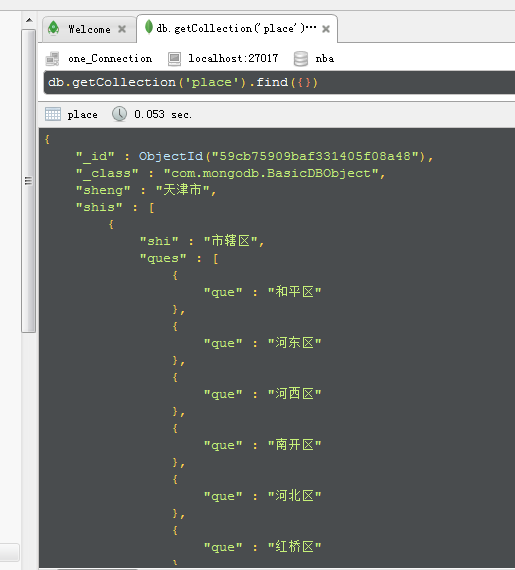 Welcome
db.getCollection('place')···
one_Connection localhost:27017 nba
db.getCollection('place').find({})
place 0.053 sec.
{
"_id" : ObjectId("59cb75909baf331405f08a48"),
"_class" : "com.mongodb.BasicDBObject",
"sheng" : "天津市",
"shis" : [
{
"shi" : "市辖区",
"ques" : [
{
"que" : "和平区"
},
{
"que" : "河东区"
},
{
"que" : "河西区"
},
{
"que" : "南开区"
},
{
"que" : "河北区"
},
{
"que" : "红桥区"
}